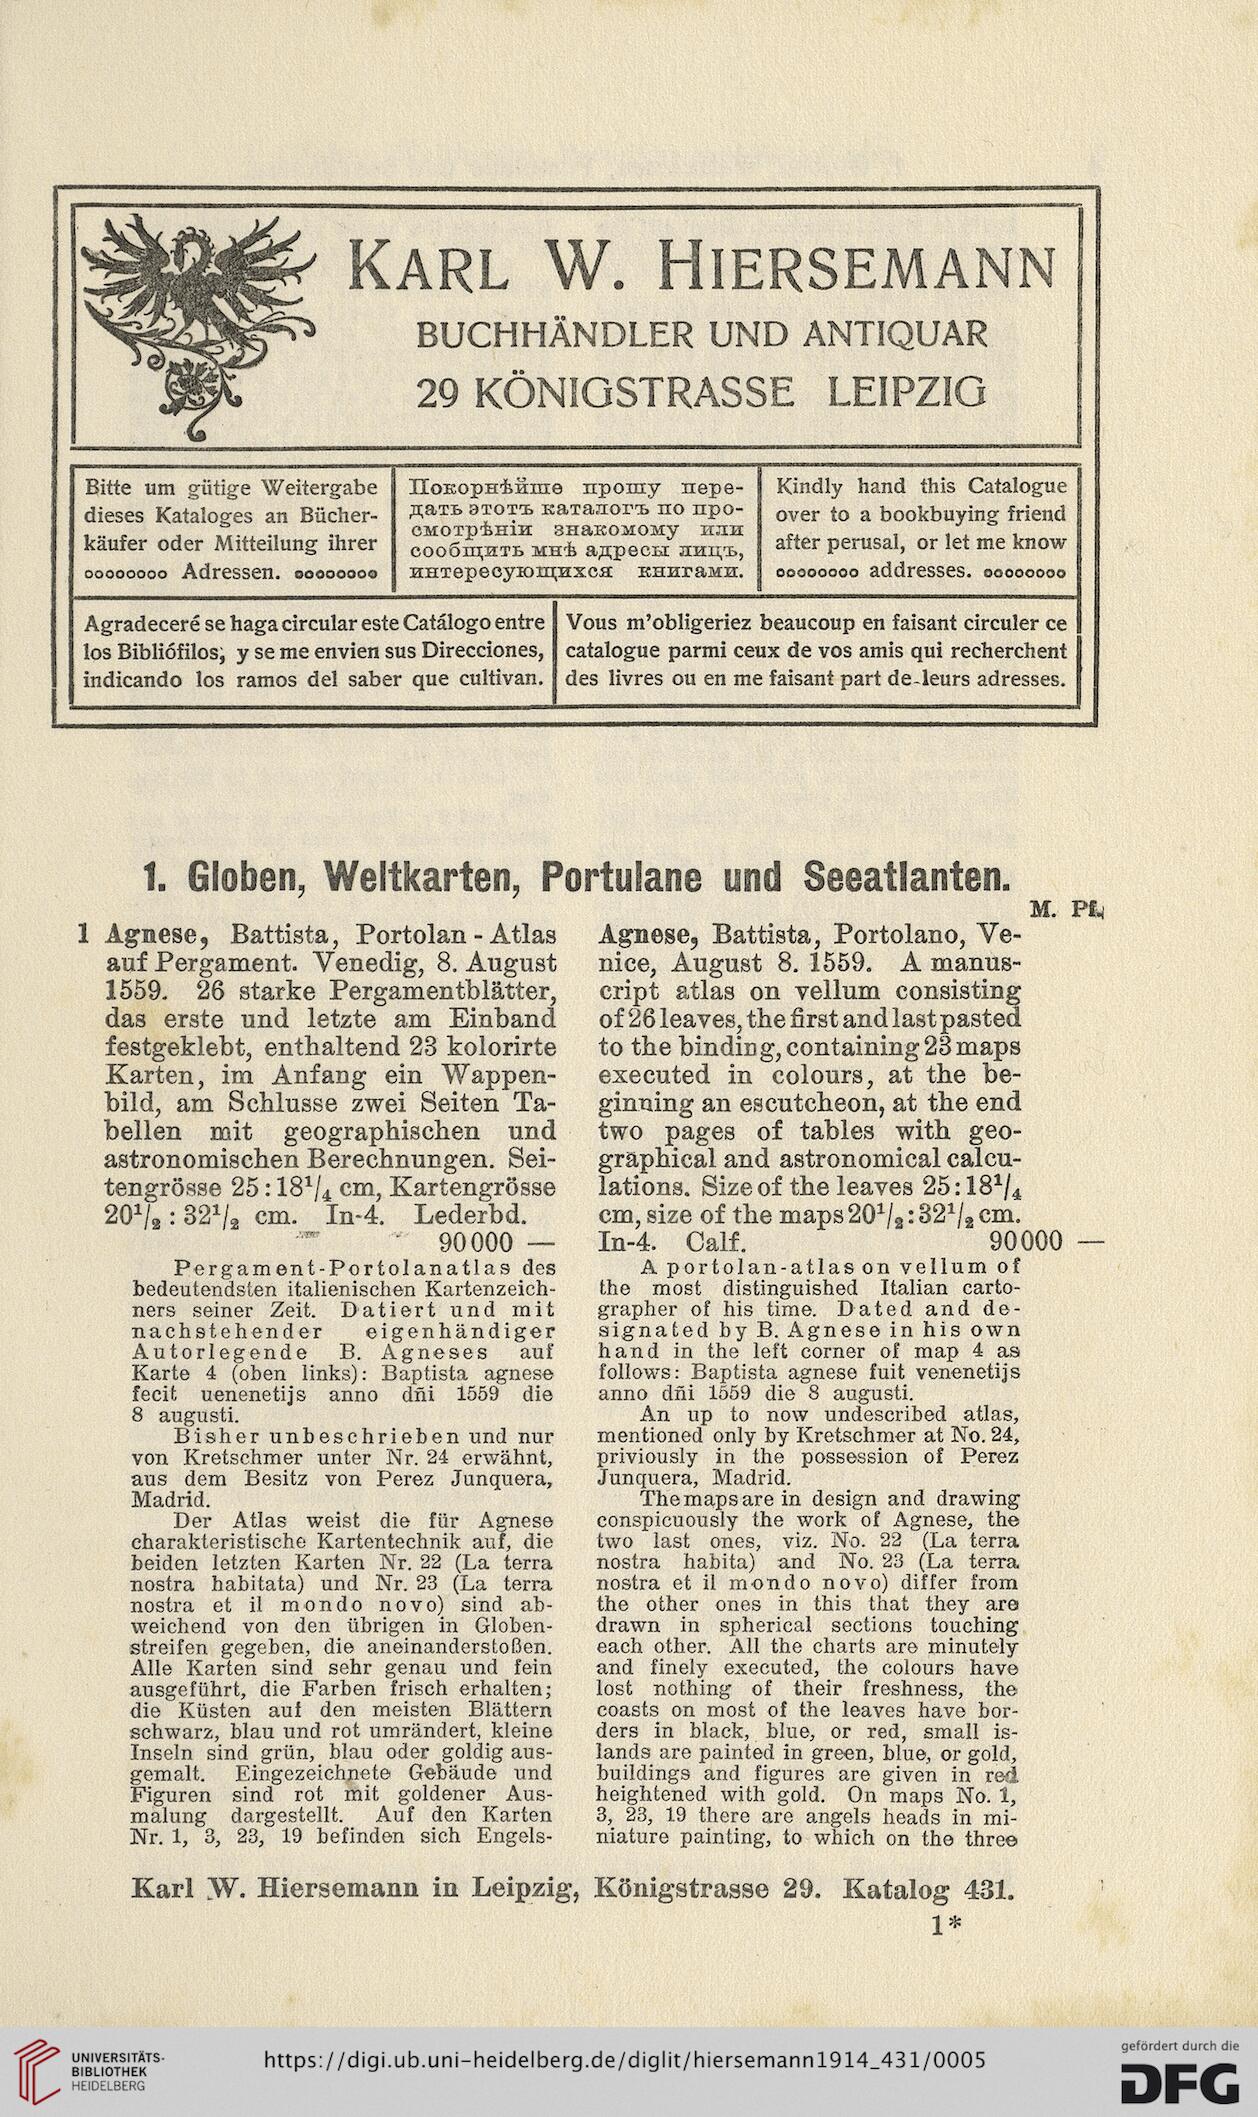 KARL W. HIERSEMANN
BUCHHÄNDLER UND ANTIQUAR
29 KÖNIGSTRASSE LEIPZIG
Bitte um gütige Weitergabe
dieses Kataloges an Bücher-
käufer oder Mitteilung ihrer
oooooooo Adressen. oooooooo
Покорнѣйше прошу пере-
дать этотъ каталогъ по про-
смотрѣніи знакомому или
сообщить мнѣ адресы лицъ,
интересующихся книгами.
Kindly hand this Catalogue
over to a bookbuying friend
after perusal, or let me know
oooooooo addresses. oooooooo
Agradeceré se haga circular este Catálogo entre
los Bibliófilos, y se me envien sus Direcciones,
indicando los ramos del saber que cultivan.
Vous m'obligeriez beaucoup en faisant circuler ce
catalogue parmi ceux de vos amis qui recherchent
des livres ou en me faisant part de leurs adresses.
1. Globen, Weltkarten, Portulane und Seeatlanten.
M. Pf.
1 Agnese, Battista, Portolan-Atlas
auf Pergament. Venedig, 8. August
1559. 26 starke Pergamentblätter,
das erste und letzte am Einband
festgeklebt, enthaltend 23 kolorirte
Karten, im Anfang ein Wappen-
bild, am Schlusse zwei Seiten Ta-
bellen mit geographischen und
astronomischen Berechnungen. Sei-
tengrösse 25 : 18¹/₄ cm, Kartengrösse
20¹/₂ : 32¹/₂ cm. In-4. Lederbd.
90 000 —
Pergament-Portolanatlas des
bedeutendsten italienischen Kartenzeich-
ners seiner Zeit. Datiert und mit
nachstehender eigenhändiger
Autorlegende B. Agneses auf
Karte 4 (oben links): Baptista agnese
fecit uenenetijs anno dñi 1559 die
8 augusti.
Bisher unbeschrieben und nur
von Kretschmer unter Nr. 24 erwähnt,
aus dem Besitz von Perez Junquera,
Madrid.
Der Atlas weist die für Agnese
charakteristische Kartentechnik auf, die
beiden letzten Karten Nr. 22 (La terra
nostra habitata) und Nr. 23 (La terra
nostra et il mondo novo) sind ab-
weichend von den übrigen in Globen-
streifen gegeben, die aneinanderstoßen.
Alle Karten sind sehr genau und fein
ausgeführt, die Farben frisch erhalten;
die Küsten auf den meisten Blättern
schwarz, blau und rot umrändert, kleine
Inseln sind grün, blau oder goldig aus-
gemalt. Eingezeichnete Gebäude und
Figuren sind rot mit goldener Aus-
malung dargestellt. Auf den Karten
Nr. 1, 3, 23, 19 befinden sich Engels-
Agnese, Battista, Portolano, Ve-
nice, August 8. 1559. A manus-
cript atlas on vellum consisting
of 26 leaves, the first and last pasted
to the binding, containing 23 maps
executed in colours, at the be-
ginning an escutcheon, at the end
two pages of tables with geo-
graphical and astronomical calcu-
lations. Size of the leaves 25 : 18¹/₄
cm, size of the maps 20¹/₂ : 32¹/₂ cm.
In-4. Calf. 90000 —
A portolan-atlas on vellum of
the most distinguished Italian carto-
grapher of his time. Dated and de-
signated by B. Agnese in his own
hand in the left corner of map 4 as
follows: Baptista agnese fuit venenetijs
anno dñi 1559 die 8 augusti.
An up to now undescribed atlas,
mentioned only by Kretschmer at No. 24,
priviously in the possession of Perez
Junquera, Madrid.
The maps are in design and drawing
conspicuously the work of Agnese, the
two last ones, viz. No. 22 (La terra
nostra habita) and No. 23 (La terra
nostra et il mondo novo) differ from
the other ones in this that they are
drawn in spherical sections touching
each other. All the charts are minutely
and finely executed, the colours have
lost nothing of their freshness, the
coasts on most of the leaves have bor-
ders in black, blue, or red, small is-
lands are painted in green, blue, or gold,
buildings and figures are given in red
heightened with gold. On maps No. 1,
3, 23, 19 there are angels heads in mi-
niature painting, to which on the three
Karl W. Hiersemann in Leipzig, Königstrasse 29. Katalog 431.
1*
UNIVERSITÄTS-
BIBLIOTHEK
HEIDELBERG
https://digi.ub.uni-heidelberg.de/diglit/hiersemann1914_431/0005
gefördert durch die
DFG